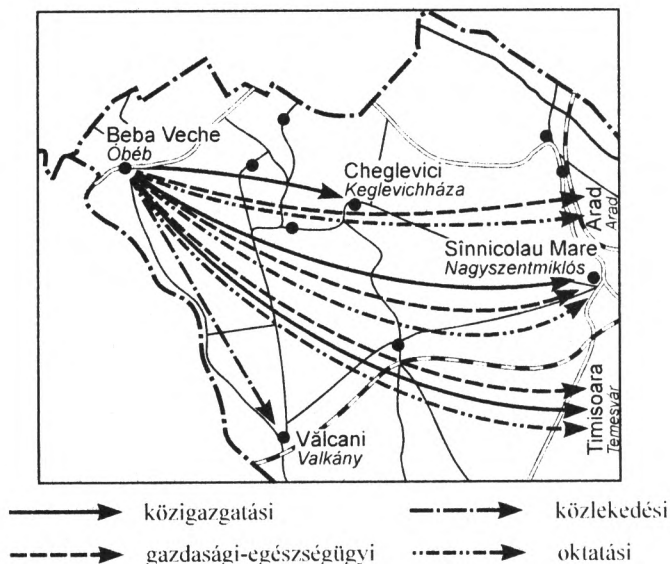 Beba Veche
Óbéb
Cheglevici
Keglevichháza
Arad
Arad
Sînnicolau Mare
Nagyszentmiklós
Timisoara
Temesvár
Vălcani
Valkány
közigazgatási
közlekedési
gazdasági-egészségügyi
oktatási